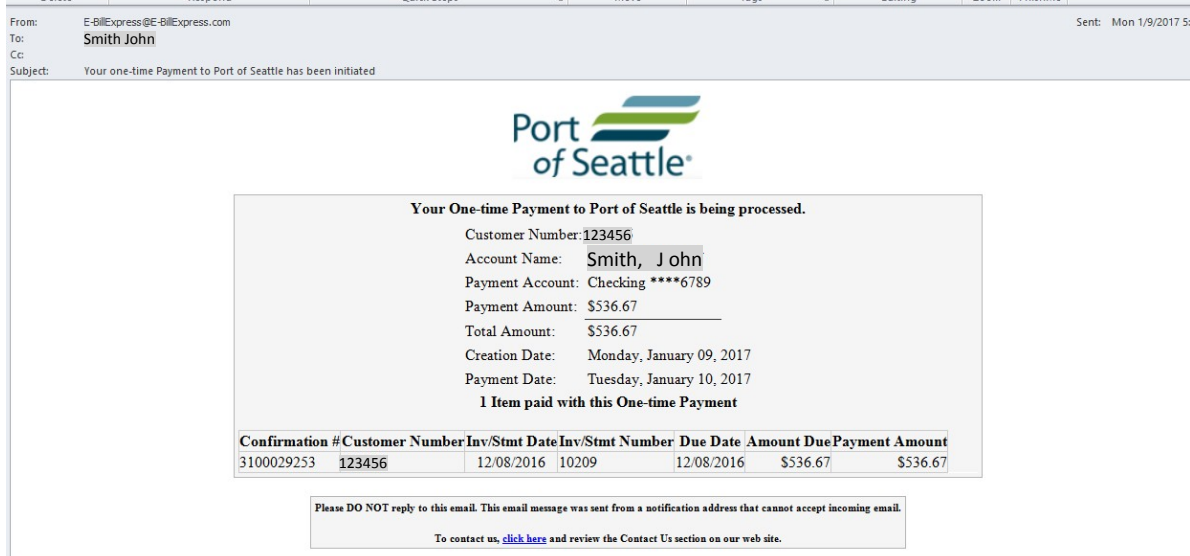 From: E-BillExpress@E-BillExpress.com Sent: Mon 1/9/2017 5:
To: Smith John
Cc:
Subject: Your one-time Payment to Port of Seattle has been initiated
Port
of Seattle®
Your One-time Payment to Port of Seattle is being processed.
Customer Number: 123456
Account Name: Smith, J ohn
Payment Account: Checking ****6789
Payment Amount: $536.67
Total Amount: $536.67
Creation Date: Monday, January 09, 2017
Payment Date: Tuesday, January 10, 2017
1 Item paid with this One-time Payment
Confirmation # Customer Number Inv/Stmt Date Inv/Stmt Number Due Date Amount Due Payment Amount
3100029253 123456 12/08/2016 10209 12/08/2016 $536.67 $536.67
Please DO NOT reply to this email. This email message was sent from a notification address that cannot accept incoming email.
To contact us, click here and review the Contact Us section on our web site.